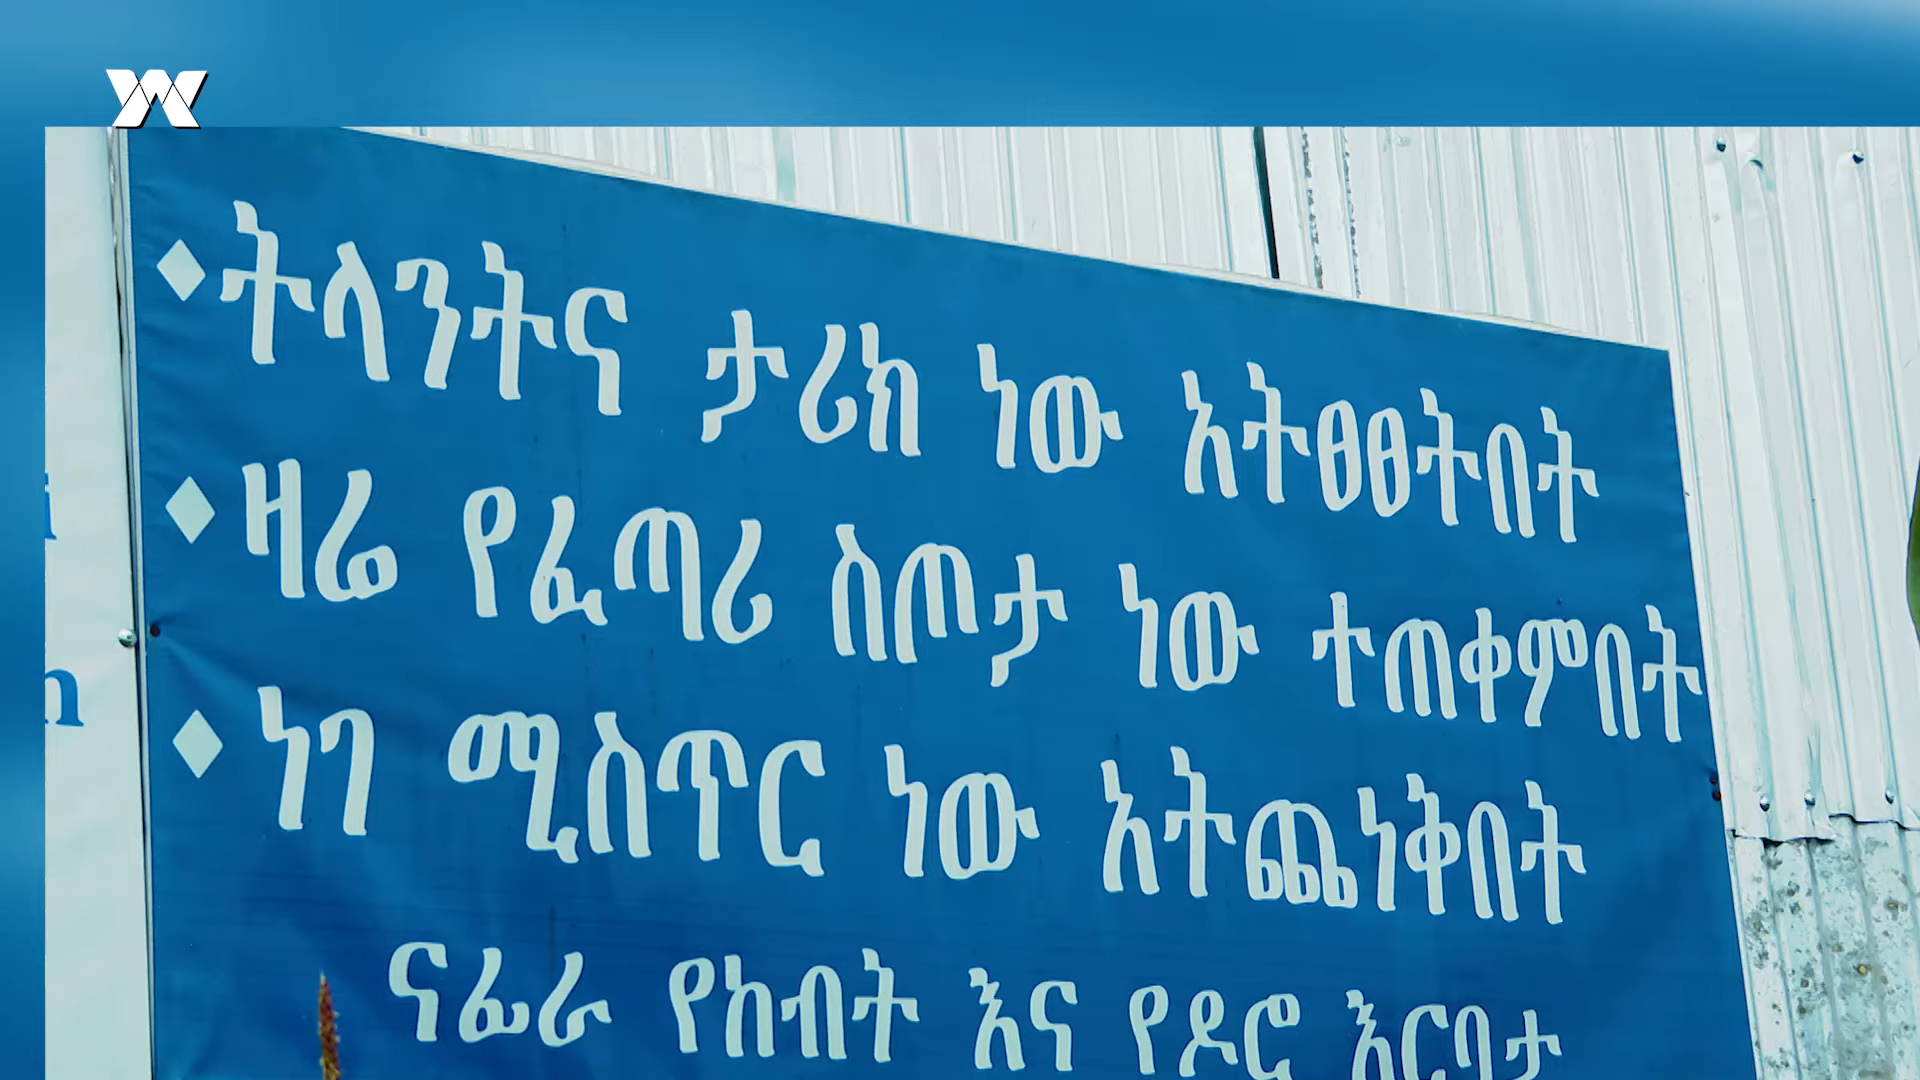 ♦ትላንትና ታሪክ ነው አትፀፀትበት
♦ዛሬ የፈጣሪ ስጦታ ነው ተጠቀምበት
♦ነገ ሚስጥር ነው አትጨነቅበት
ናፊራ የከብት እና የዶሮ እርባታ